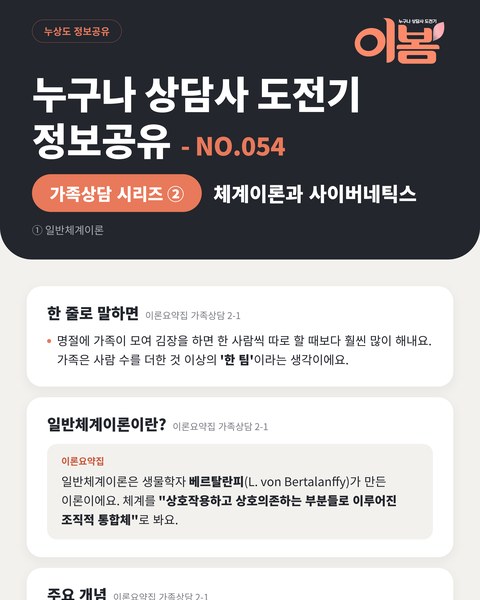 누상도 정보공유
누구나 상담사 도전기
이봄
누구나 상담사 도전기
정보공유 - NO.054
가족상담 시리즈 ② 체계이론과 사이버네틱스
① 일반체계이론
한 줄로 말하면 이론요약집 가족상담 2-1
• 명절에 가족이 모여 김장을 하면 한 사람씩 따로 할 때보다 훨씬 많이 해내요.
가족은 사람 수를 더한 것 이상의 '한 팀'이라는 생각이에요.
일반체계이론이란? 이론요약집 가족상담 2-1
이론요약집
일반체계이론은 생물학자 베르탈란피(L. von Bertalanffy)가 만든
이론이에요. 체계를 "상호작용하고 상호의존하는 부분들로 이루어진
조직적 통합체"로 봐요.
주요 개념 이론요약집 가족상담 2-1